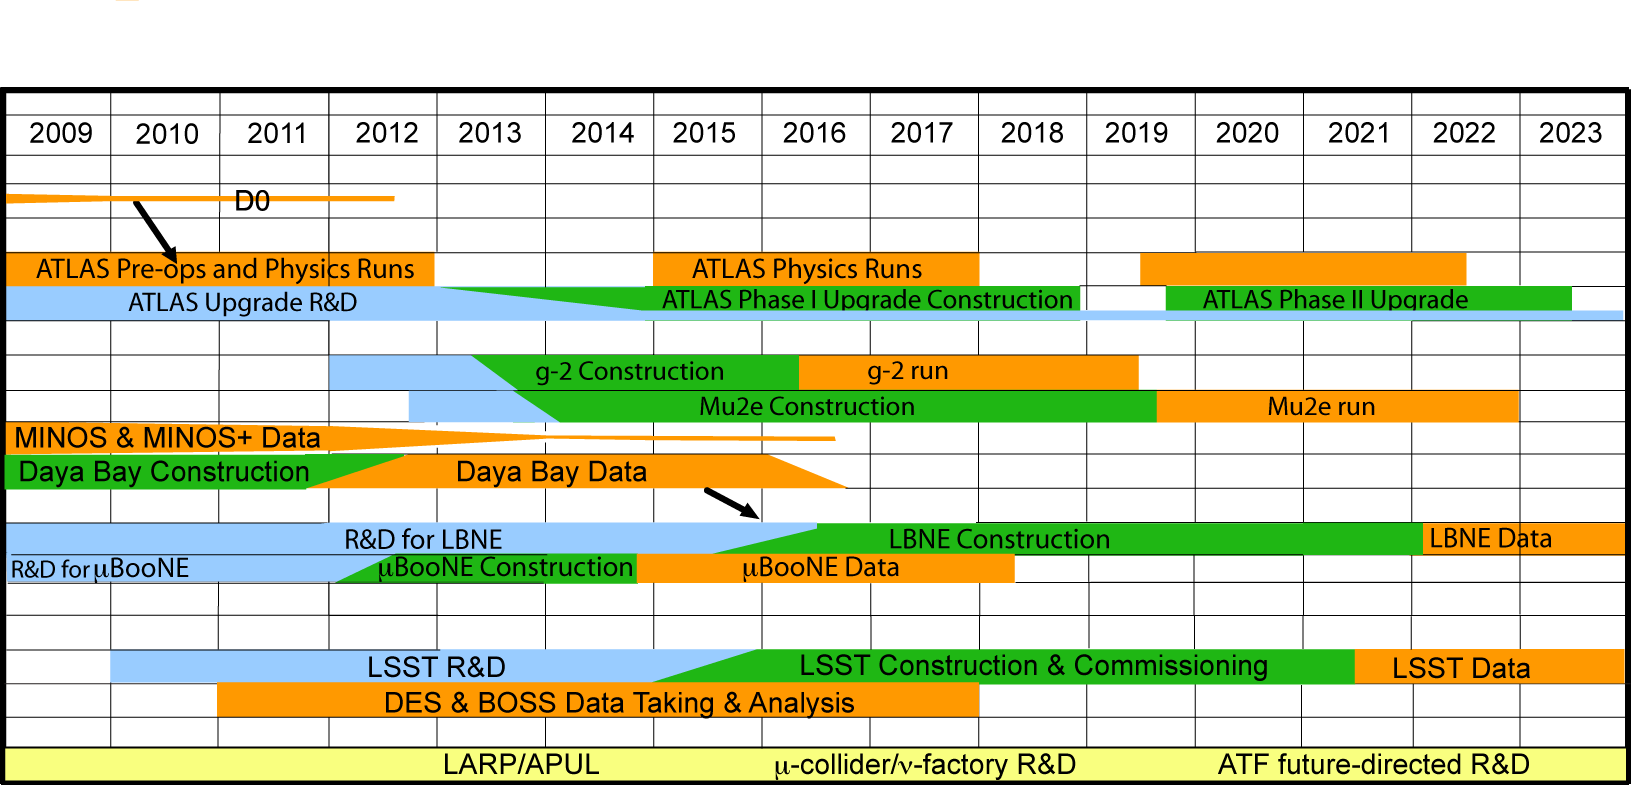 2009 2010 2011 2012 2013 2014 2015 2016 2017 2018 2019 2020 2021 2022 2023
D0
ATLAS Pre-ops and Physics Runs ATLAS Physics Runs
ATLAS Upgrade R&D ATLAS Phase I Upgrade Construction ATLAS Phase II Upgrade
g-2 Construction g-2 run
Mu2e Construction Mu2e run
MINOS & MINOS+ Data
Daya Bay Construction Daya Bay Data
R&D for LBNE LBNE Construction LBNE Data
R&D for μBooNE μBooNE Construction μBooNE Data
LSST R&D LSST Construction & Commissioning LSST Data
DES & BOSS Data Taking & Analysis
LARP/APUL μ-collider/ν-factory R&D ATF future-directed R&D